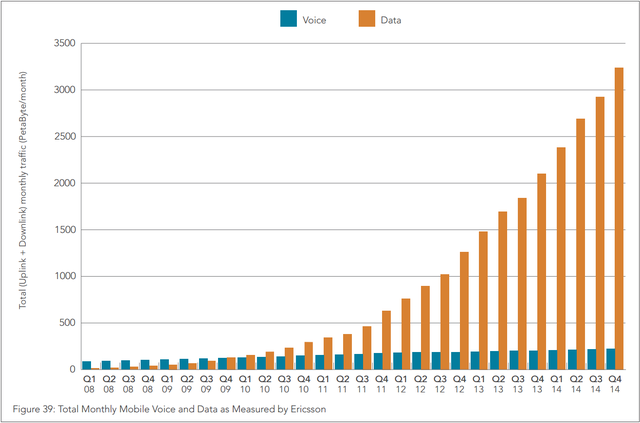 Voice Data
Total (Uplink + Downlink) monthly traffic (PetaByte/month)
3500
3000
2500
2000
1500
1000
500
0
Q1 Q2 Q3 Q4 Q1 Q2 Q3 Q4 Q1 Q2 Q3 Q4 Q1 Q2 Q3 Q4 Q1 Q2 Q3 Q4 Q1 Q2 Q3 Q4 Q1 Q2 Q3 Q4
08 08 08 08 09 09 09 09 10 10 10 10 11 11 11 11 12 12 12 12 13 13 13 13 14 14 14 14
Figure 39: Total Monthly Mobile Voice and Data as Measured by Ericsson